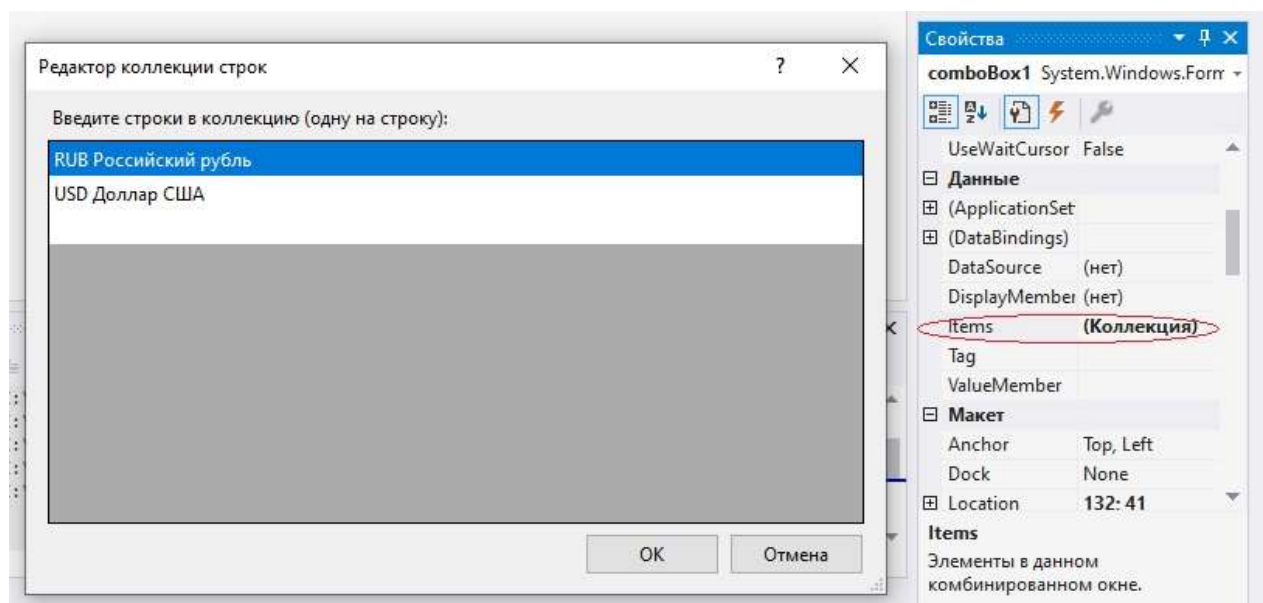 Редактор коллекции строк
?
Введите строки в коллекцию (одну на строку):
RUB Российский рубль
USD Доллар США
OK
Отмена
Свойства
comboBox1 System.Windows.Form
UseWaitCursor False
Данные
(ApplicationSet
(DataBindings)
DataSource (нет)
DisplayMember (нет)
Items (Коллекция)
Tag
ValueMember
Макет
Anchor Top, Left
Dock None
Location 132; 41
Items
Элементы в данном
комбинированном окне.